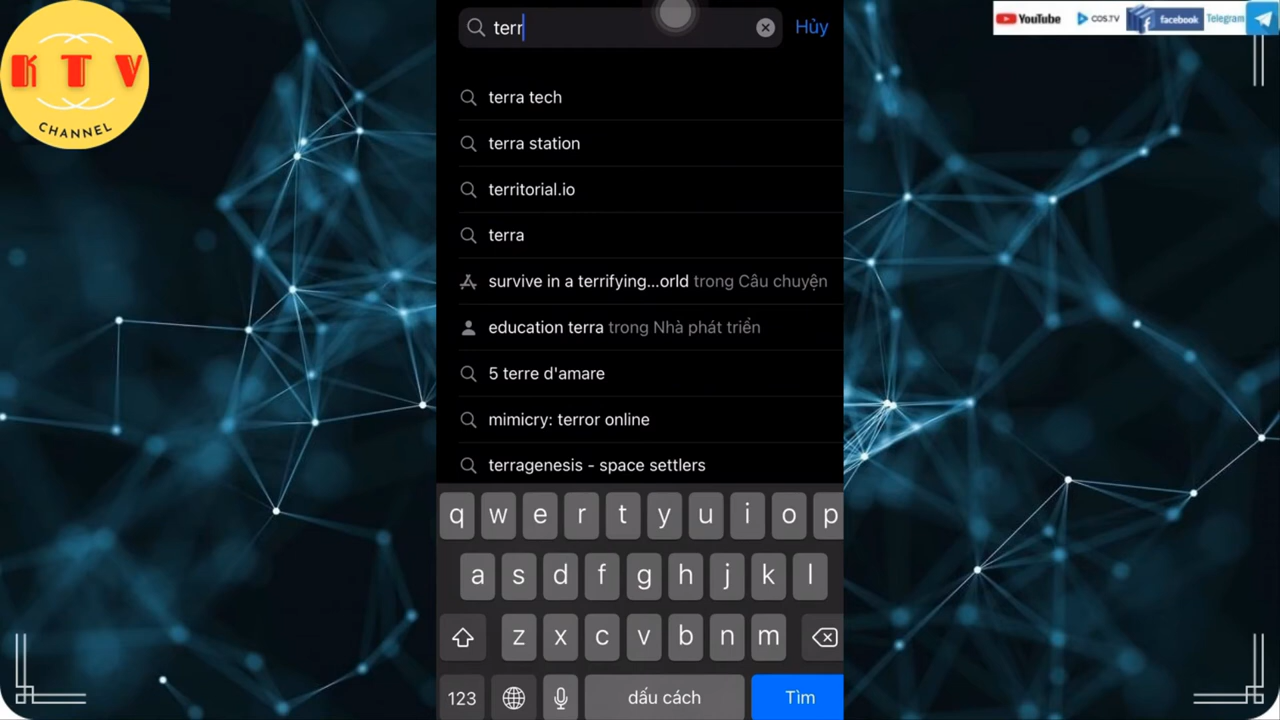 K T V
CHANNEL
YouTube
COS.TV
facebook
Telegram
terr
Hủy
terra tech
terra station
territorial.io
terra
survive in a terrifying...orld trong Câu chuyện
education terra trong Nhà phát triển
5 terre d'amare
mimicry: terror online
terragenesis - space settlers
q w e r t y u i o p
a s d f g h j k l
z x c v b n m
123
dấu cách
Tìm